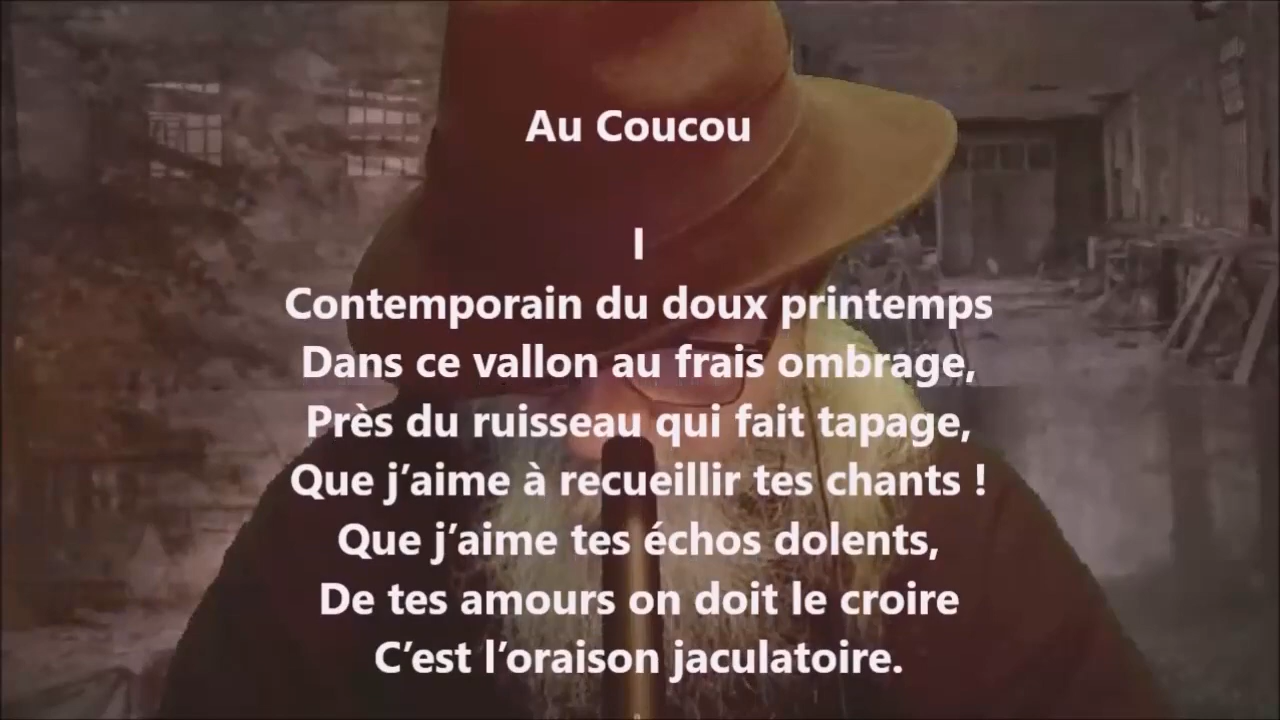 Au Coucou
I
Contemporain du doux printemps
Dans ce vallon au frais ombrage,
Près du ruisseau qui fait tapage,
Que j’aime à recueillir tes chants !
Que j’aime tes échos dolents,
De tes amours on doit le croire
C’est l’oraison jaculatoire.